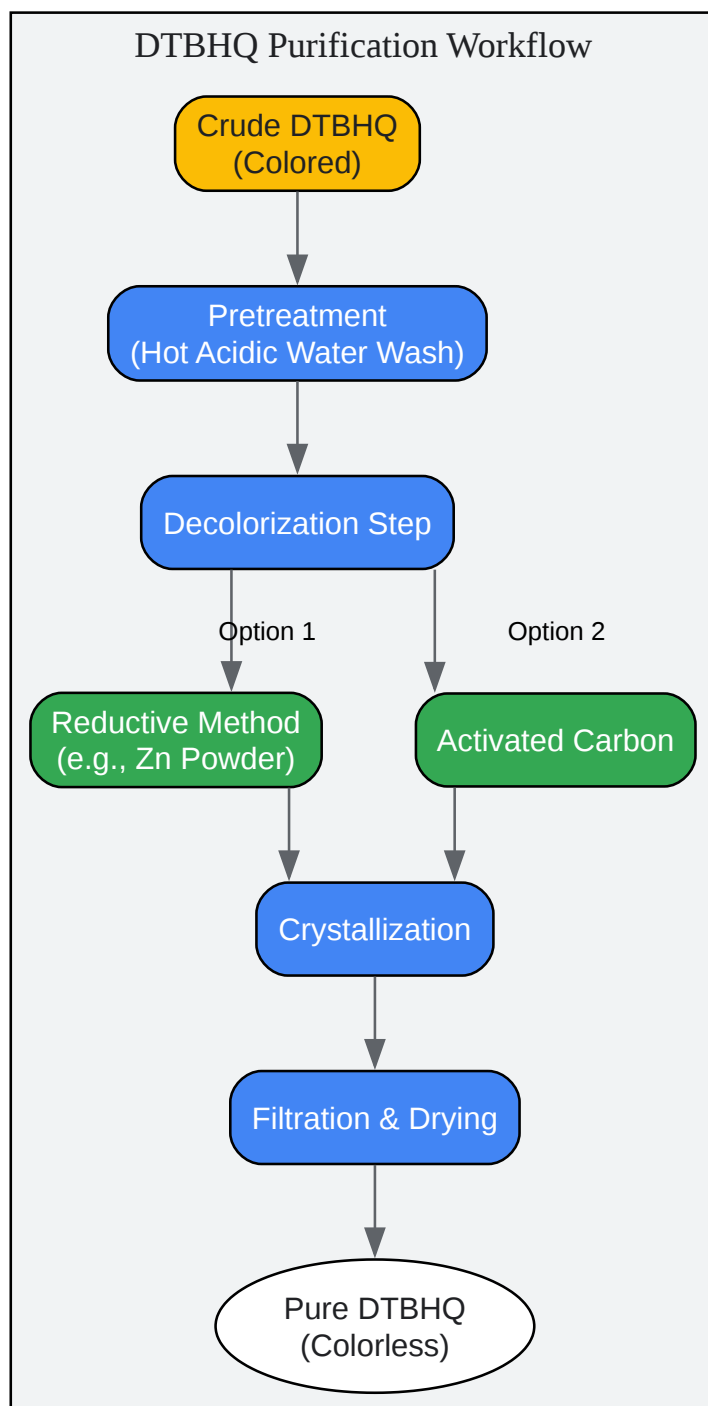 DTBHQ Purification Workflow
Crude DTBHQ
(Colored)
Pretreatment
(Hot Acidic Water Wash)
Decolorization Step
Option 1
Option 2
Reductive Method
(e.g., Zn Powder)
Activated Carbon
Crystallization
Filtration & Drying
Pure DTBHQ
(Colorless)